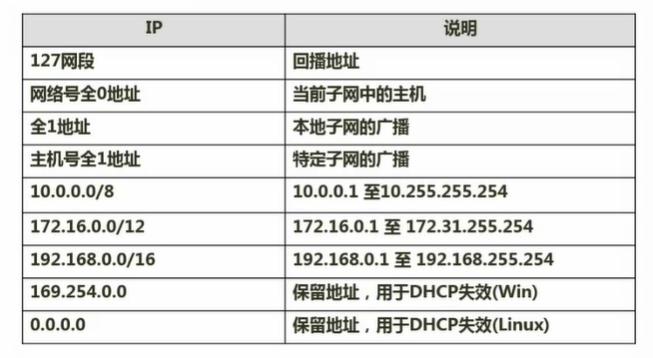 IP 说明
127网段 回播地址
网络号全0地址 当前子网中的主机
全1地址 本地子网的广播
主机号全1地址 特定子网的广播
10.0.0.0/8 10.0.0.1 至10.255.255.254
172.16.0.0/12 172.16.0.1 至 172.31.255.254
192.168.0.0/16 192.168.0.1 至 192.168.255.254
169.254.0.0 保留地址，用于DHCP失效(Win)
0.0.0.0 保留地址，用于DHCP失效(Linux)